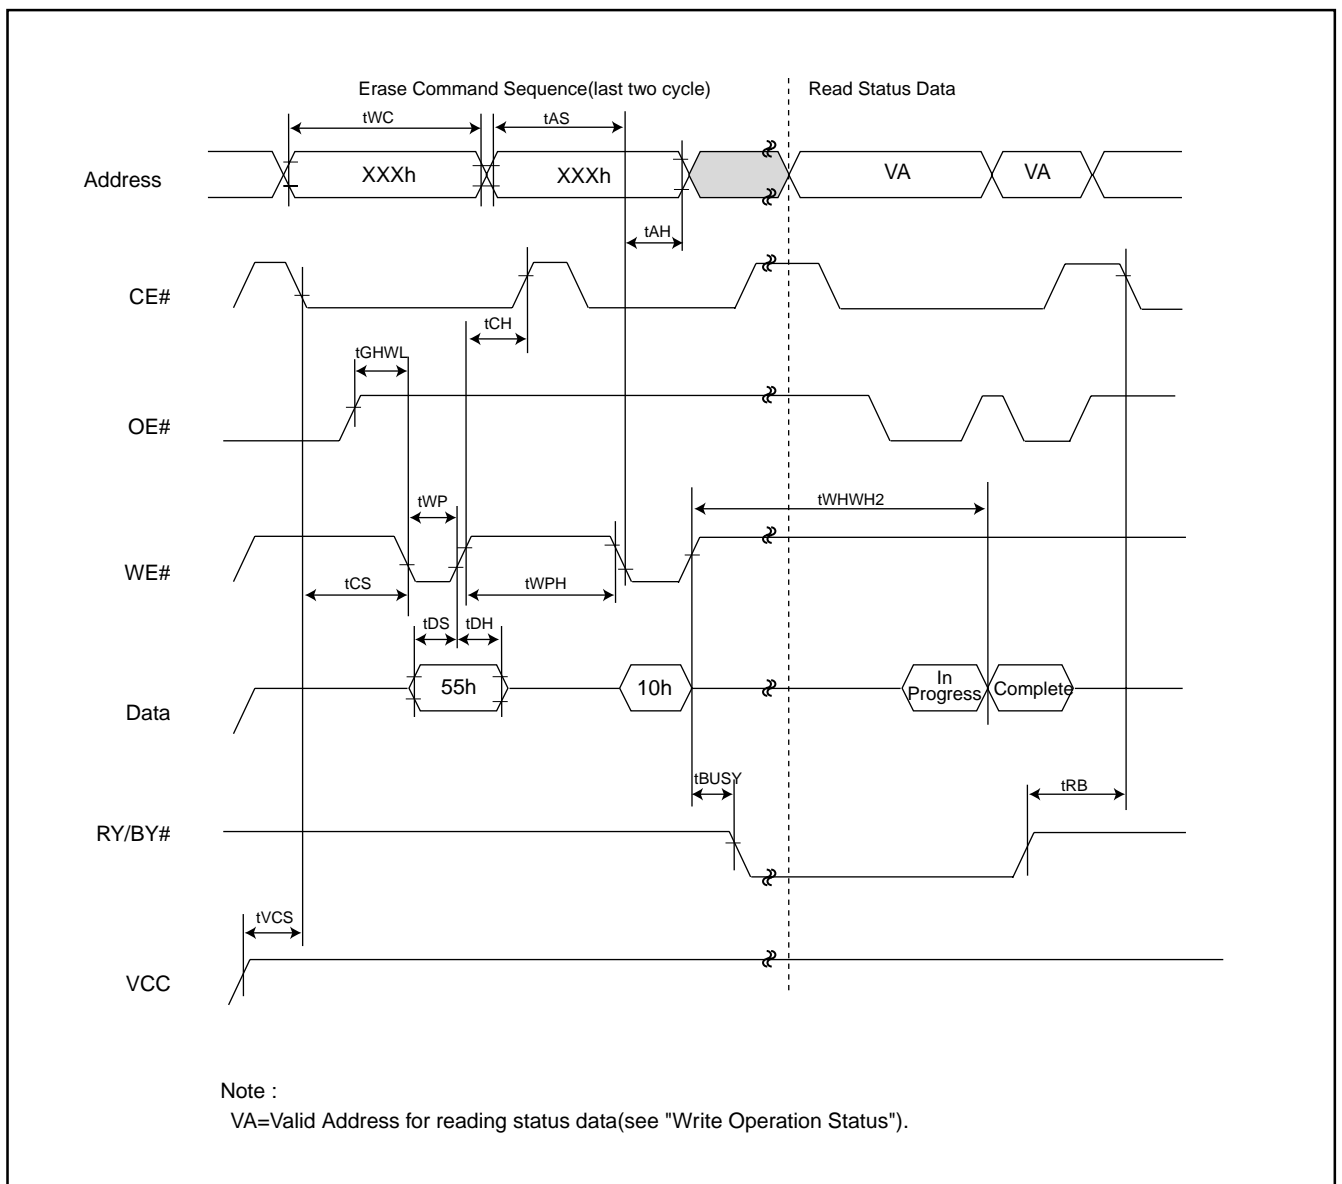 Erase Command Sequence(last two cycle)
Read Status Data
tWC
tAS
Address
XXXh
XXXh
VA
VA
tAH
CE#
tCH
tGHWL
OE#
tWP
tWHWH2
WE#
tCS
tWPH
tDS
tDH
55h
10h
In
Progress
Complete
Data
tBUSY
tRB
RY/BY#
tVCS
VCC
Note :
VA=Valid Address for reading status data(see "Write Operation Status").